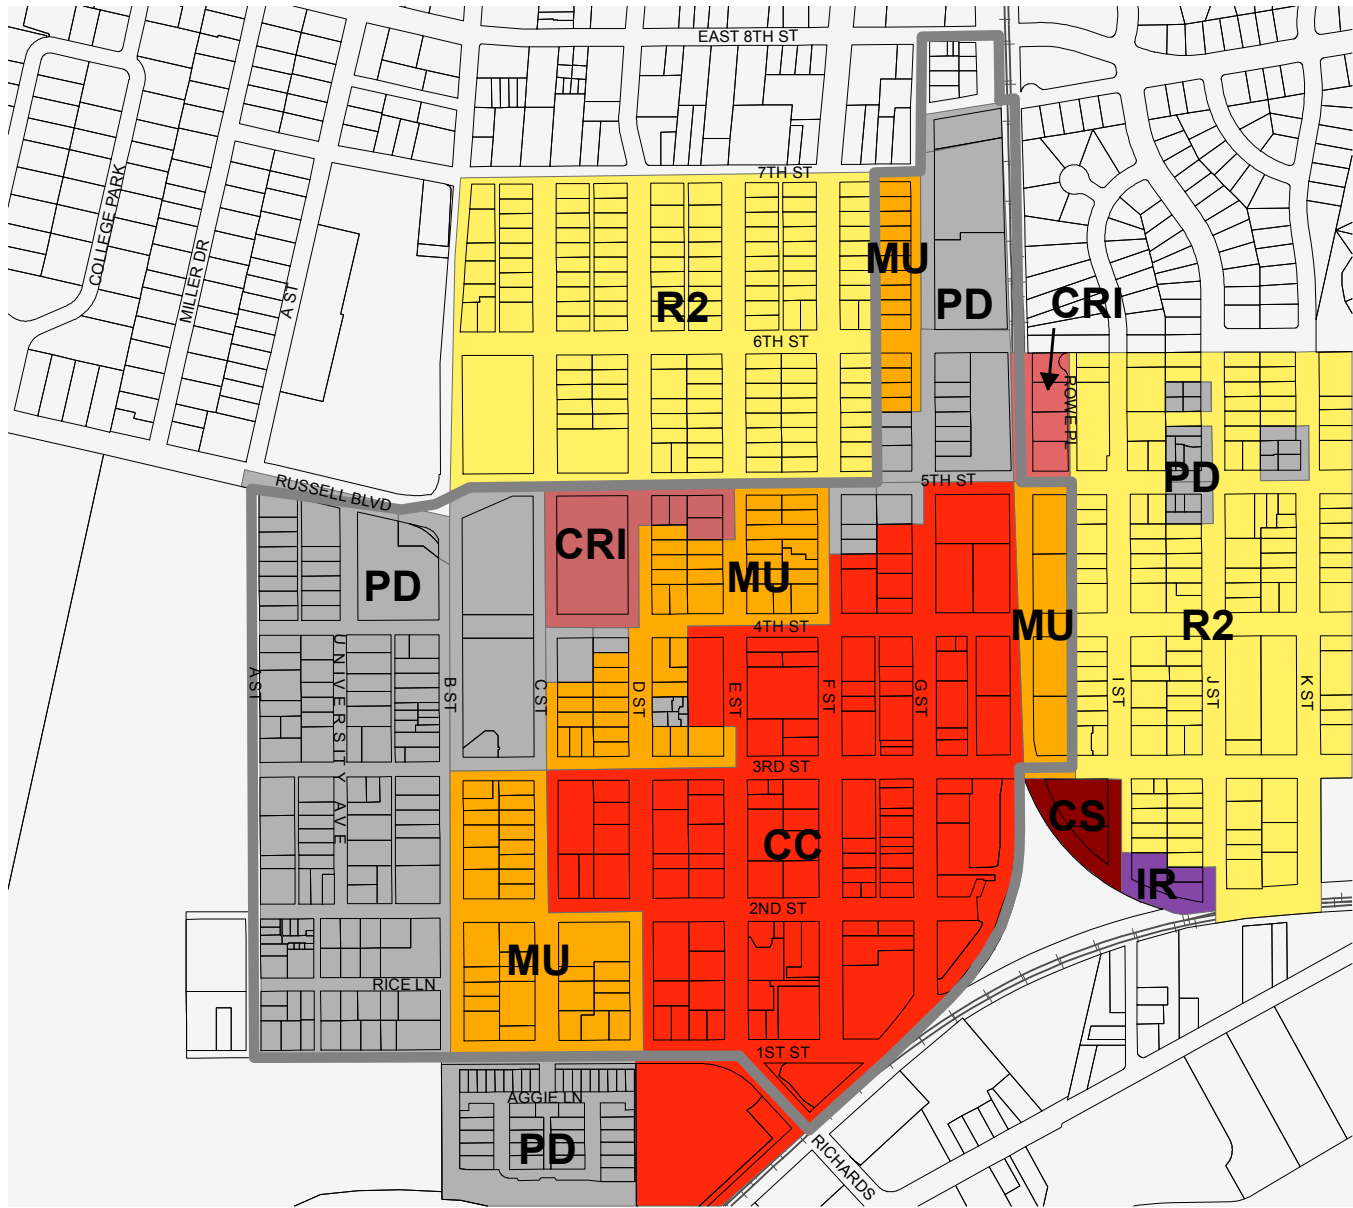 EAST 8TH ST
7TH ST
COLLEGE PARK
MILLER DR
A ST
MU
R2
PD
CRI
6TH ST
ROWE PL
RUSSELL BLVD
5TH ST
PD
CRI
MU
PD
4TH ST
MU
R2
A ST
UNIVERSITY AVE
B ST
C ST
D ST
E ST
F ST
G ST
I ST
J ST
K ST
3RD ST
CC
CS
IR
2ND ST
MU
RICE LN
1ST ST
AGGIE LN
PD
RICHARDS